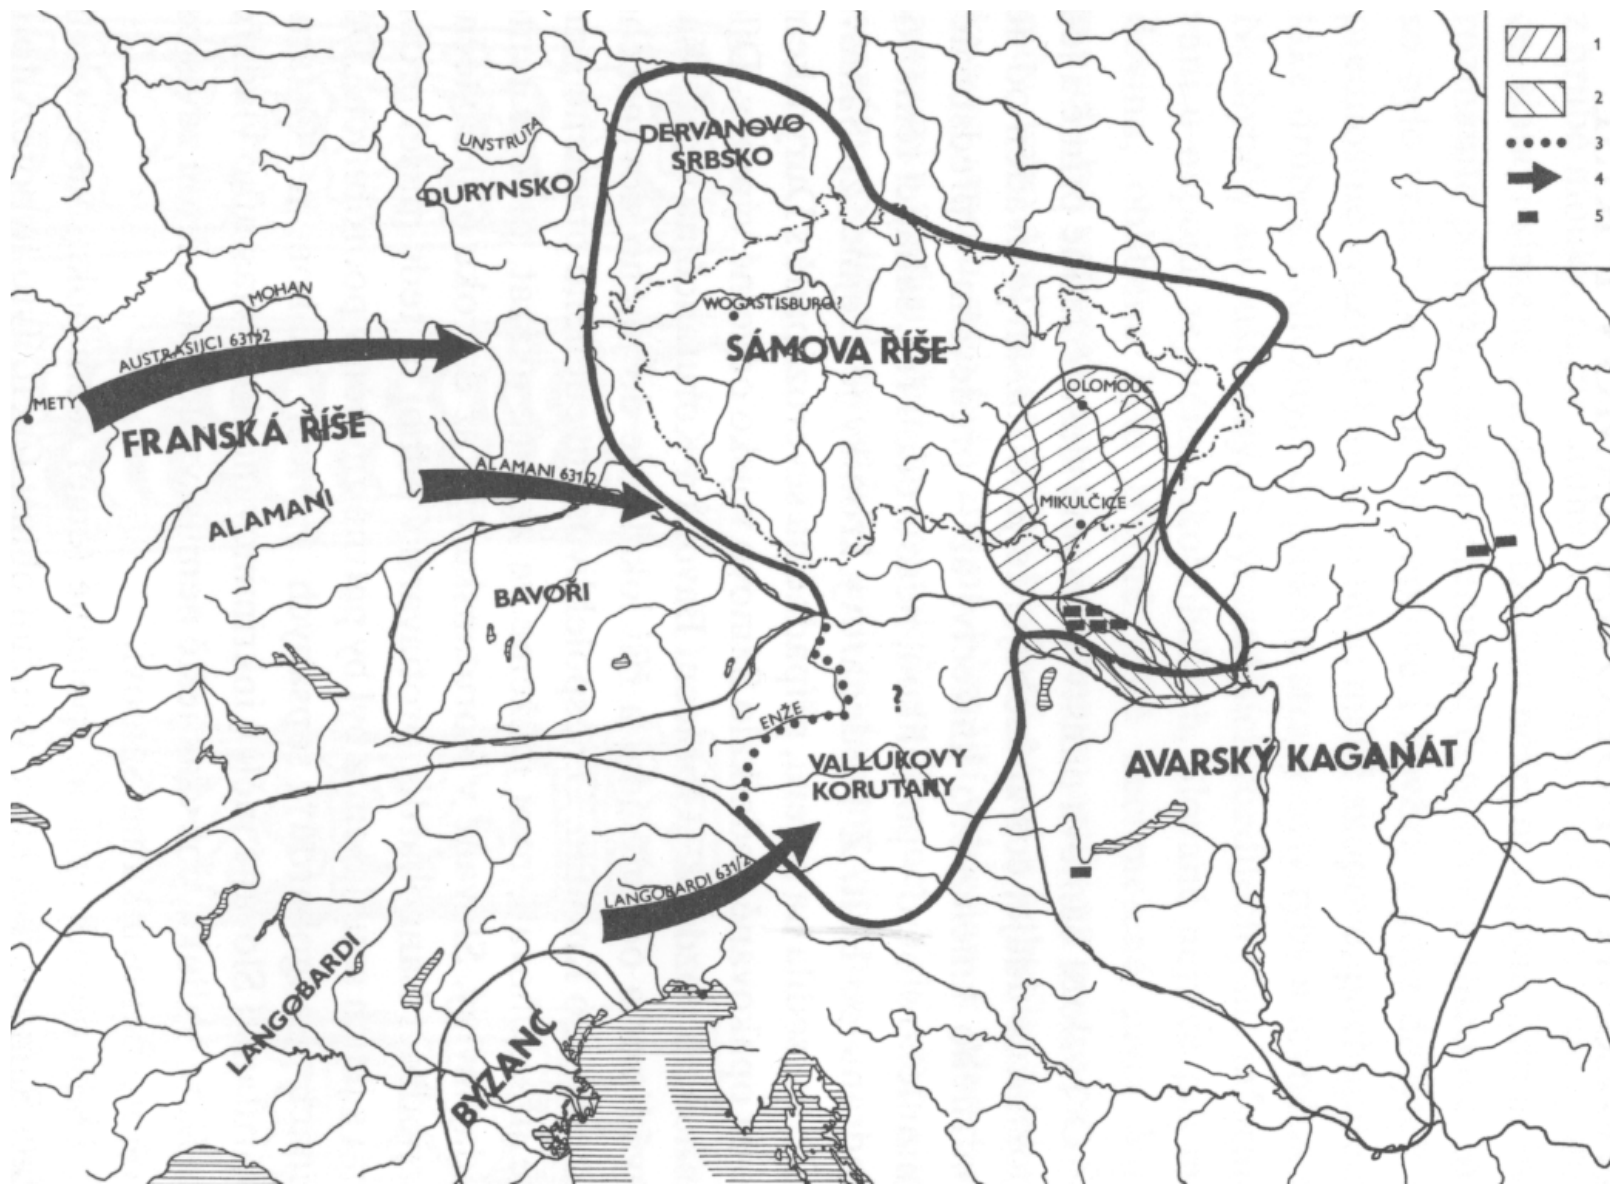 1
2
3
4
5
UNSTRUTA
DERVANOVO
SRBSKO
DURYNSKO
MOHAN
WOGASTISBURG?
AUSTRASIJCI 631/2
SÁMOVA ŘÍŠE
METY
OLOMOUC
FRANSKÁ ŘÍŠE
ALAMANI 631/2
ALAMANI
MIKULČICE
BAVOŘI
?
ENŽE
VALLUKOVY
KORUTANY
AVARSKÝ KAGANÁT
LANGOBARDI 631/2
LANGOBARDI
BYZANC